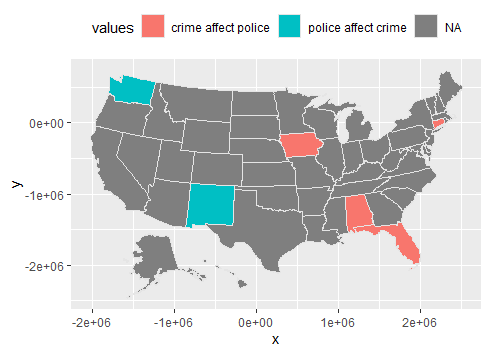 values crime affect police police affect crime NA
0e+00
-1e+06
-2e+06
y
-2e+06 -1e+06 0e+00 1e+06 2e+06
x